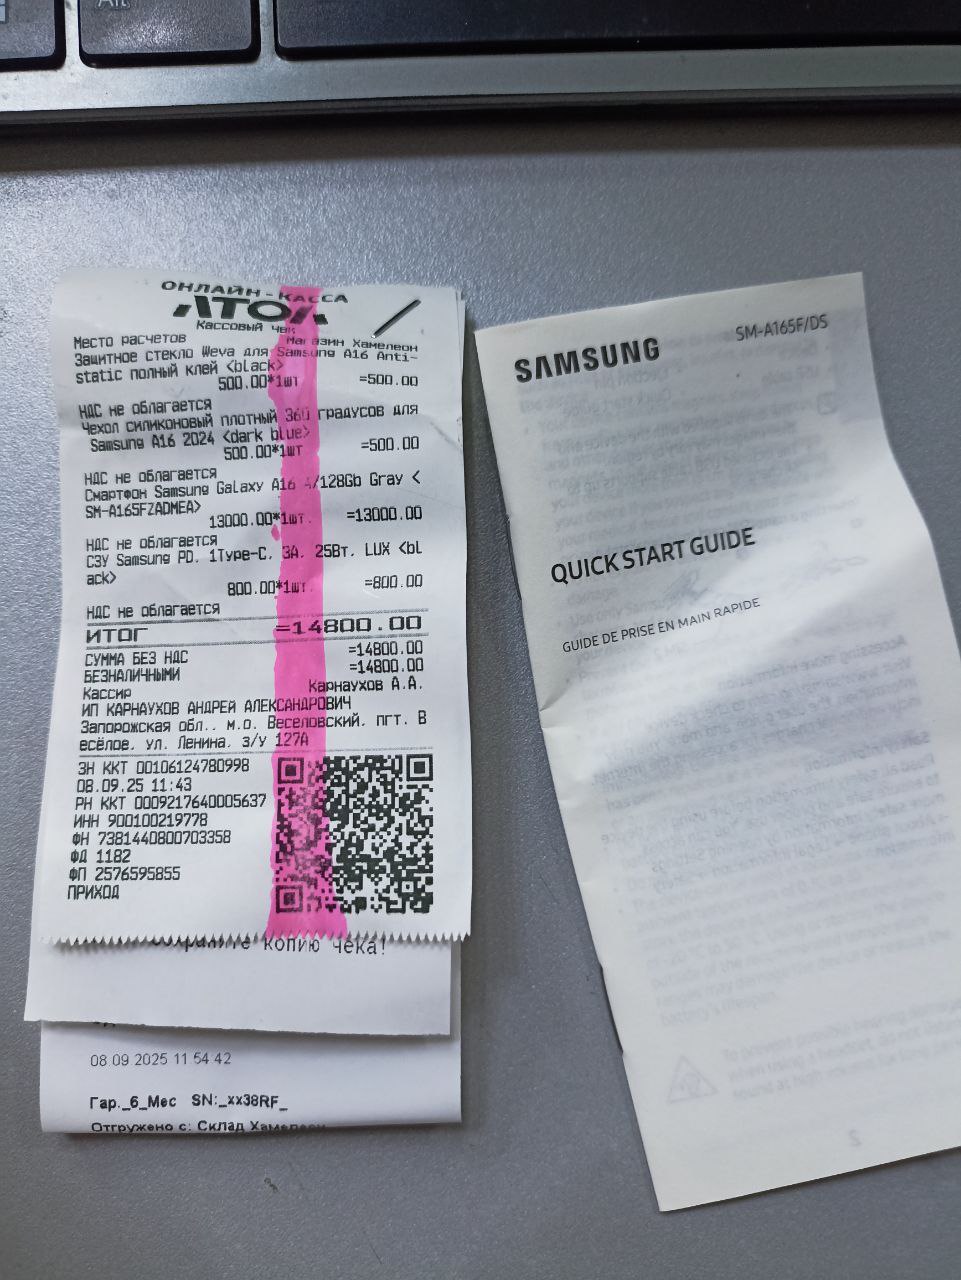 Alt
ОНЛАЙН-КАССА
АТОЛ
Кассовый чек
Место расчетов Магазин Хамелеон
Защитное стекло Weva для Samsung A16 Anti-
static полный клей <black>
500.00*1шт =500.00
НДС не облагается
Чехол силиконовый плотный 360 градусов для
Samsung A16 2024 <dark blue>
500.00*1шт =500.00
НДС не облагается
Смартфон Samsung Galaxy A16 4/128Gb Gray <
SM-A165FZADMEA>
13000.00*1шт. =13000.00
НДС не облагается
СЗУ Samsung PD, 1Type-C, 3A, 25Вт, LUX <bl
ack>
800.00*1шт. =800.00
НДС не облагается
ИТОГ =14800.00
СУММА БЕЗ НДС =14800.00
БЕЗНАЛИЧНЫМИ =14800.00
Кассир Карнаухов А.А.
ИП КАРНАУХОВ АНДРЕЙ АЛЕКСАНДРОВИЧ
Запорожская обл., м.о. Веселовский, пгт. В
есёлое, ул. Ленина, з/у 127А
ЗН ККТ 00106124780998
08.09.25 11:43
РН ККТ 0009217640005637
ИНН 900100219778
ФН 7381440800703358
ФД 1182
ФП 2576595855
ПРИХОД
Сохраните копию чека!
08.09.2025 11:54:42
Гар._6_Мес SN:_xx38RF_
Отгружено с: Склад Хамелеон
SAMSUNG
SM-A165F/DS
QUICK START GUIDE
GUIDE DE PRISE EN MAIN RAPIDE